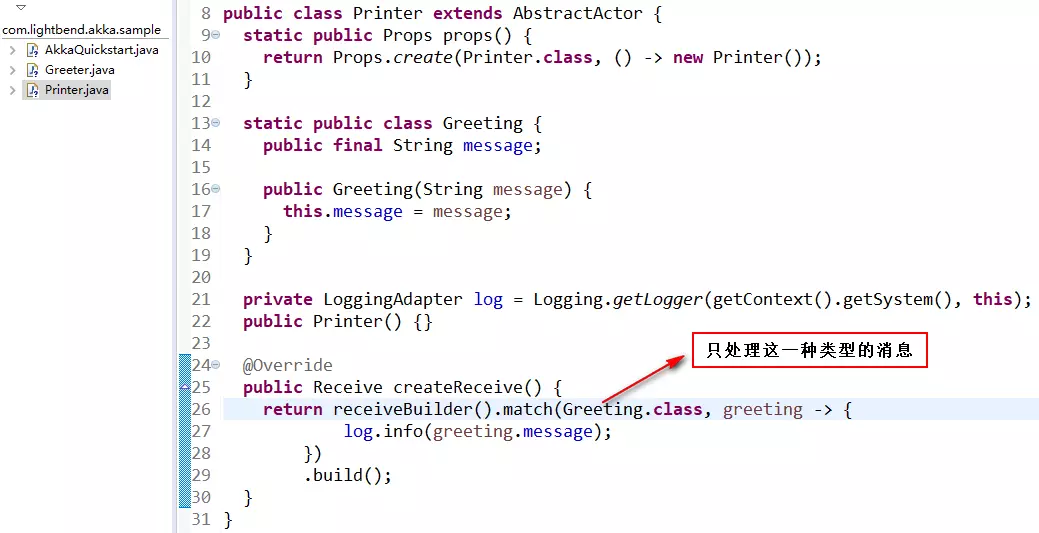 com.lightbend.akka.sample
AkkaQuickstart.java
Greeter.java
Printer.java
8 public class Printer extends AbstractActor {
9   static public Props props() {
10     return Props.create(Printer.class, () -> new Printer());
11   }
12
13   static public class Greeting {
14     public final String message;
15
16     public Greeting(String message) {
17       this.message = message;
18     }
19   }
20
21   private LoggingAdapter log = Logging.getLogger(getContext().getSystem(), this);
22   public Printer() {}
23
只处理这一种类型的消息
24   @Override
25   public Receive createReceive() {
26     return receiveBuilder().match(Greeting.class, greeting -> {
27             log.info(greeting.message);
28         })
29         .build();
30   }
31 }